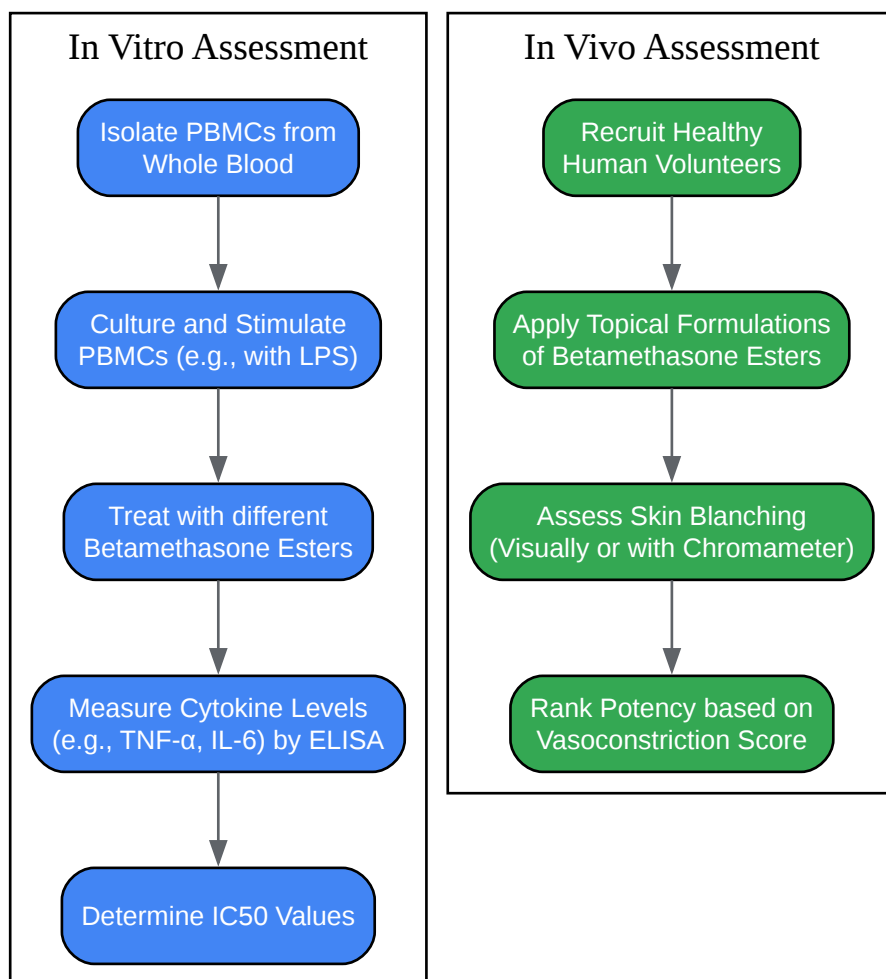 In Vitro Assessment
Isolate PBMCs from
Whole Blood
Culture and Stimulate
PBMCs (e.g., with LPS)
Treat with different
Betamethasone Esters
Measure Cytokine Levels
(e.g., TNF-α, IL-6) by ELISA
Determine IC50 Values
In Vivo Assessment
Recruit Healthy
Human Volunteers
Apply Topical Formulations
of Betamethasone Esters
Assess Skin Blanching
(Visually or with Chromameter)
Rank Potency based on
Vasoconstriction Score